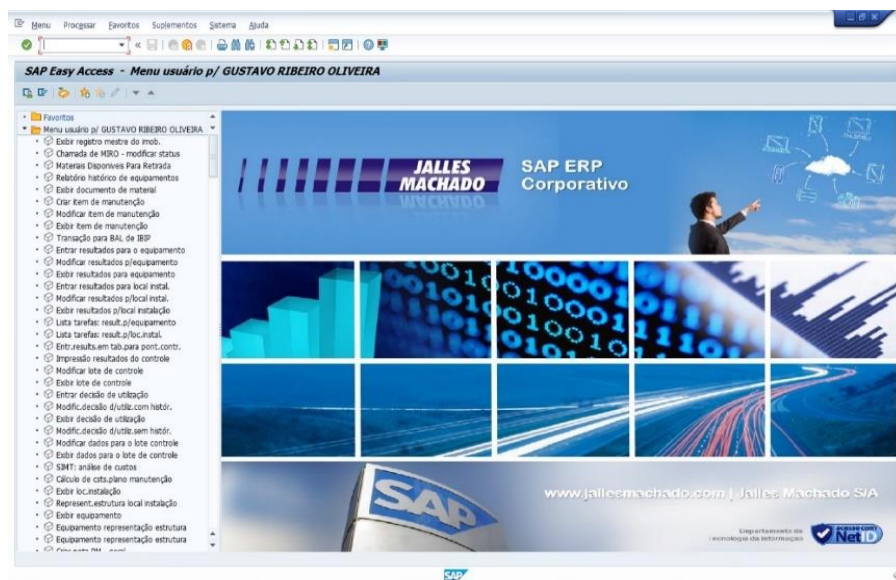 Menu Processar Favoritos Suplementos Sistema Ajuda
SAP Easy Access - Menu usuário p/ GUSTAVO RIBEIRO OLIVEIRA
Favoritos
Menu usuário p/ GUSTAVO RIBEIRO OLIVEIRA
Exibir registro mestre do imob.
Chamada de MIRO - modificar status
Materais Disponíveis Para Retirada
Relatório histórico de equipamentos
Exibir documento de material
Criar item de manutenção
Modificar item de manutenção
Exibir item de manutenção
Transação para BAL de IBIP
Entrar resultados para o equipamento
Modificar resultados p/equipamento
Exibir resultados para equipamento
Entrar resultados para local instal.
Modificar resultados p/local instal.
Exibir resultados p/local instalação
Lista tarefas: result.p/equipamento
Lista tarefas: result.p/loc.instal.
Entr.results.em tab.para pont.contr.
Impressão resultados do controle
Modificar lote de controle
Exibir lote de controle
Entrar decisão de utilização
Modific.decisão d/utiliz.com histór.
Exibir decisão de utilização
Modific.decisão d/utiliz.sem histór.
Modificar dados para o lote controle
Exibir dados para o lote de controle
S3MT: análise de custos
Cálculo de csts.plano manutenção
Exibir loc.instalação
Represent.estrutura local instalação
Exibir equipamento
Equipamento representação estrutura
Equipamento representação estrutura
JALLES
MACHADO
SAP ERP
Corporativo
SAP
www.jallesmachado.com | Jalles Machado S/A
Departamento de
Tecnologia da Informação
acesso com
NetID
SAP